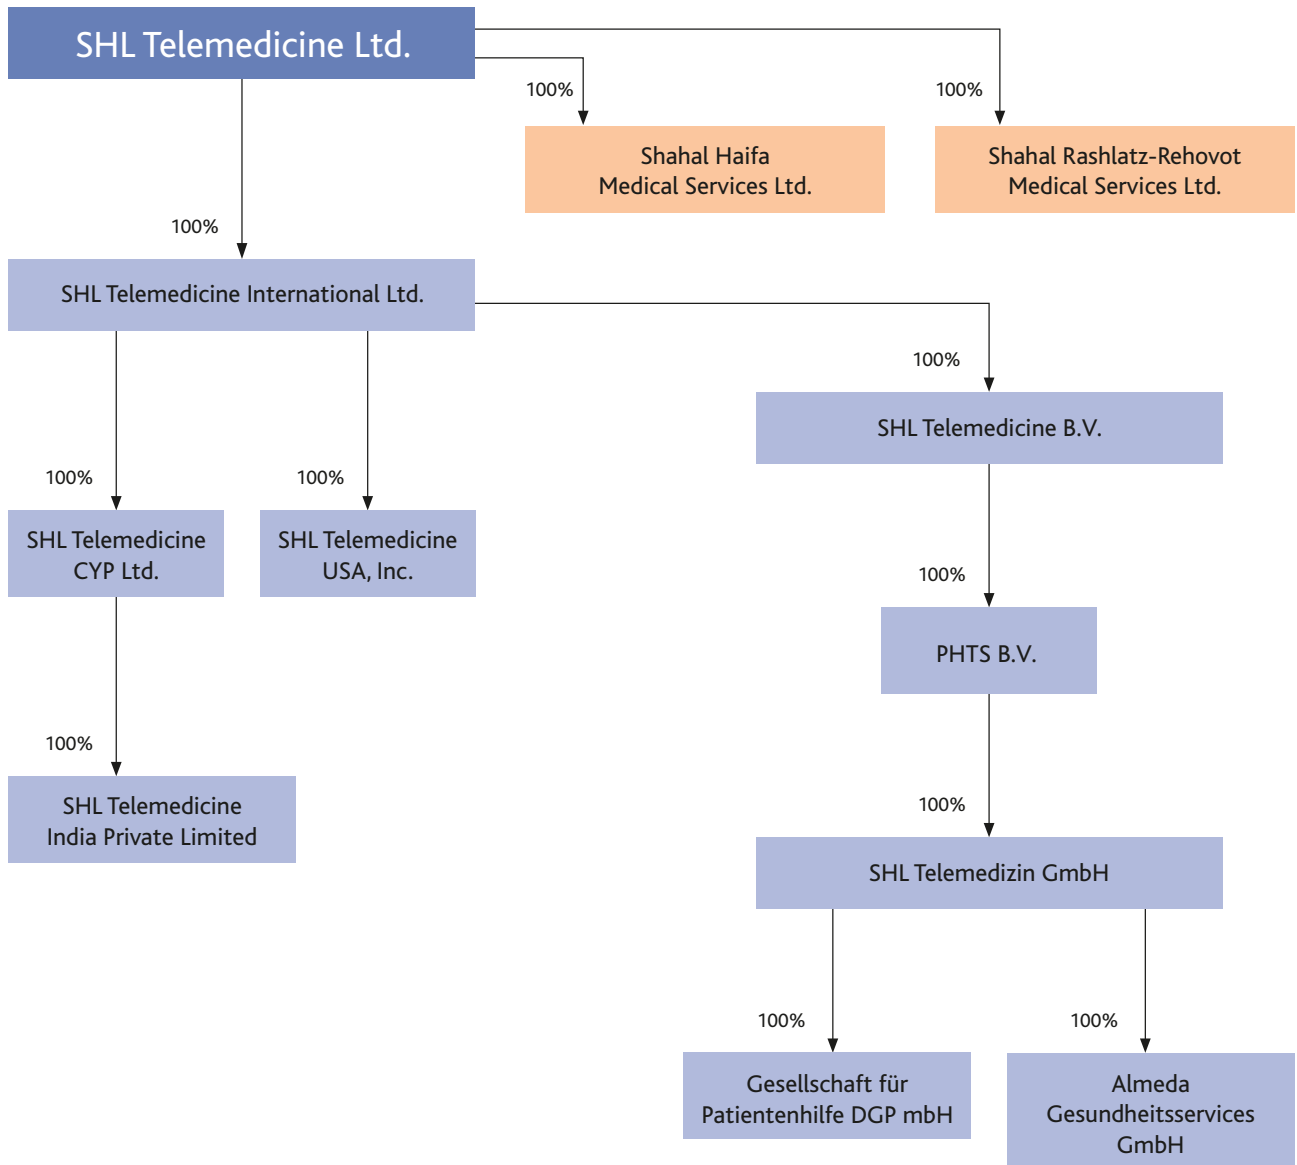 SHL Telemedicine Ltd.
100%
100%
Shahal Haifa
Medical Services Ltd.
Shahal Rashlatz-Rehovot
Medical Services Ltd.
100%
SHL Telemedicine International Ltd.
100%
SHL Telemedicine B.V.
100%
100%
SHL Telemedicine
CYP Ltd.
SHL Telemedicine
USA, Inc.
100%
PHTS B.V.
100%
SHL Telemedicine
India Private Limited
100%
SHL Telemedizin GmbH
100%
100%
Gesellschaft für
Patientenhilfe DGP mbH
Almeda
Gesundheitsservices
GmbH